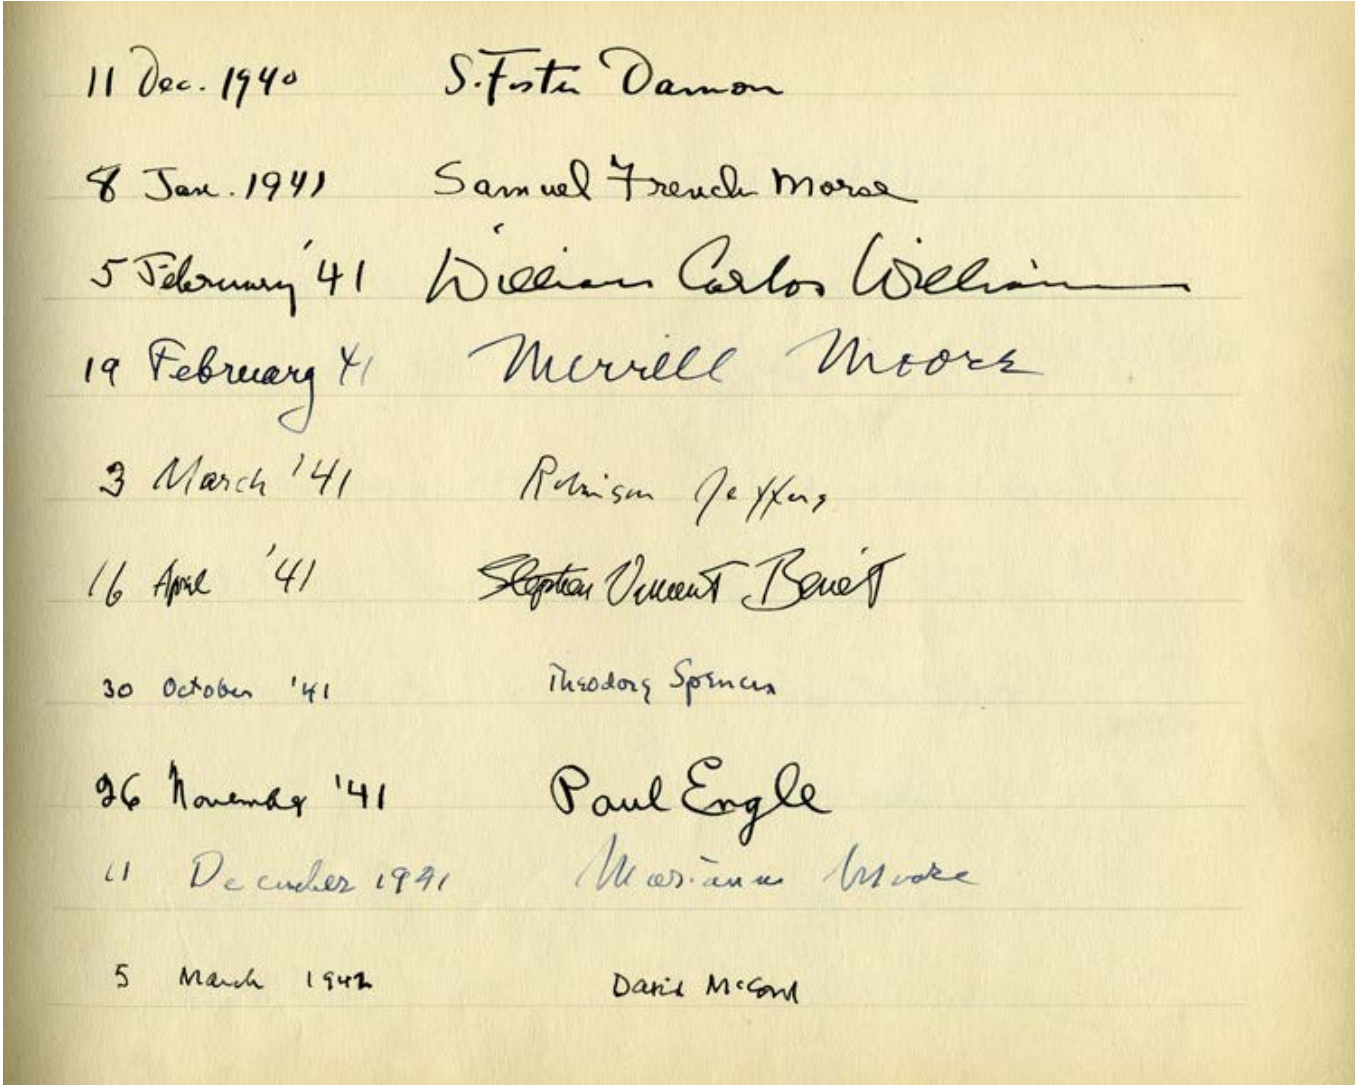 11 Dec. 1940 S. Foster Damon
8 Jan. 1941 Samuel French Morse
5 February '41 William Carlos Williams
19 February 41 Merrill Moore
3 March '41 Robinson Jeffers
16 April '41 Stephen Vincent Benét
30 October '41 Theodore Spencer
26 November '41 Paul Engle
11 December 1941 Marianne Moore
5 March 1942 David McCord